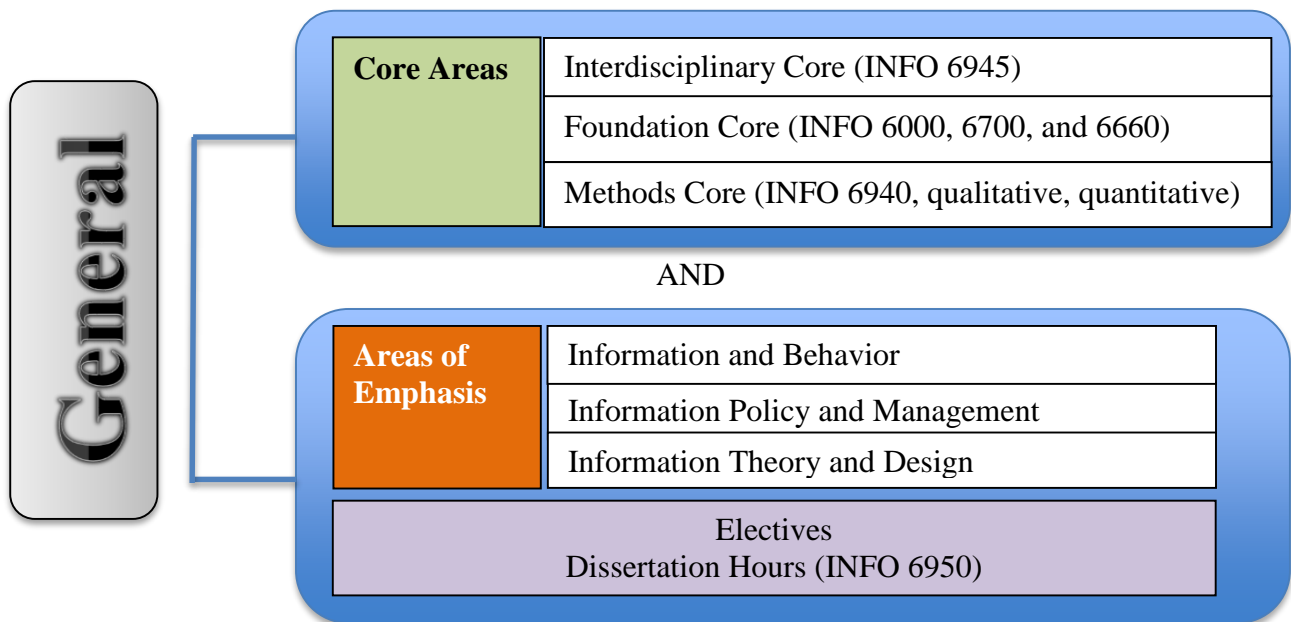 General
Core Areas
Interdisciplinary Core (INFO 6945)
Foundation Core (INFO 6000, 6700, and 6660)
Methods Core (INFO 6940, qualitative, quantitative)
AND
Areas of
Emphasis
Information and Behavior
Information Policy and Management
Information Theory and Design
Electives
Dissertation Hours (INFO 6950)